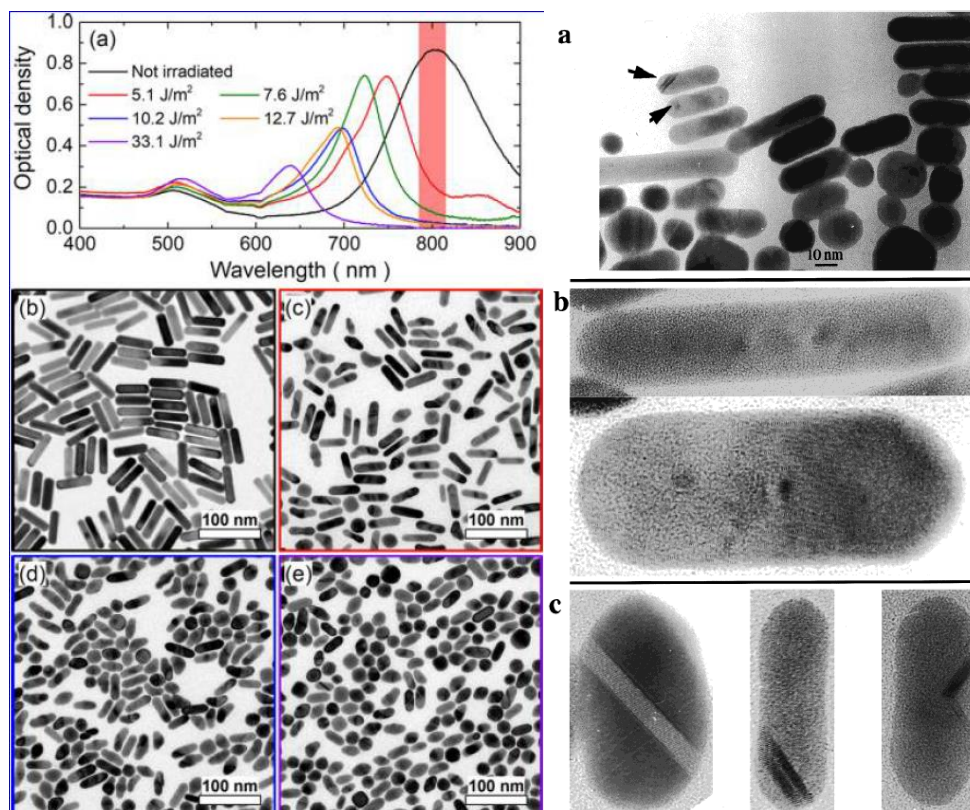 (a)
Not irradiated
5.1 J/m²
7.6 J/m²
10.2 J/m²
12.7 J/m²
33.1 J/m²
Optical density
1.0
0.8
0.6
0.4
0.2
0.0
400
500
600
700
800
900
Wavelength ( nm )
(b)
100 nm
(c)
100 nm
(d)
100 nm
(e)
100 nm
a
10 nm
b
c